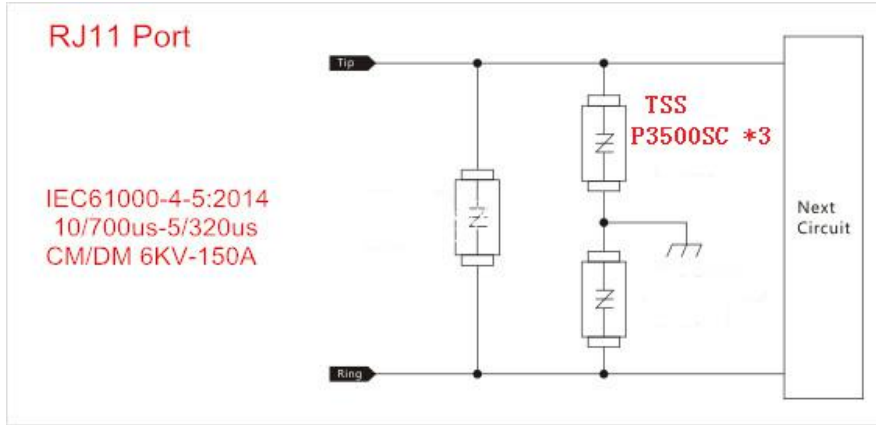 RJ11 Port
Tip
TSS
P3500SC *3
IEC61000-4-5:2014
10/700us-5/320us
CM/DM 6KV-150A
Next
Circuit
Ring